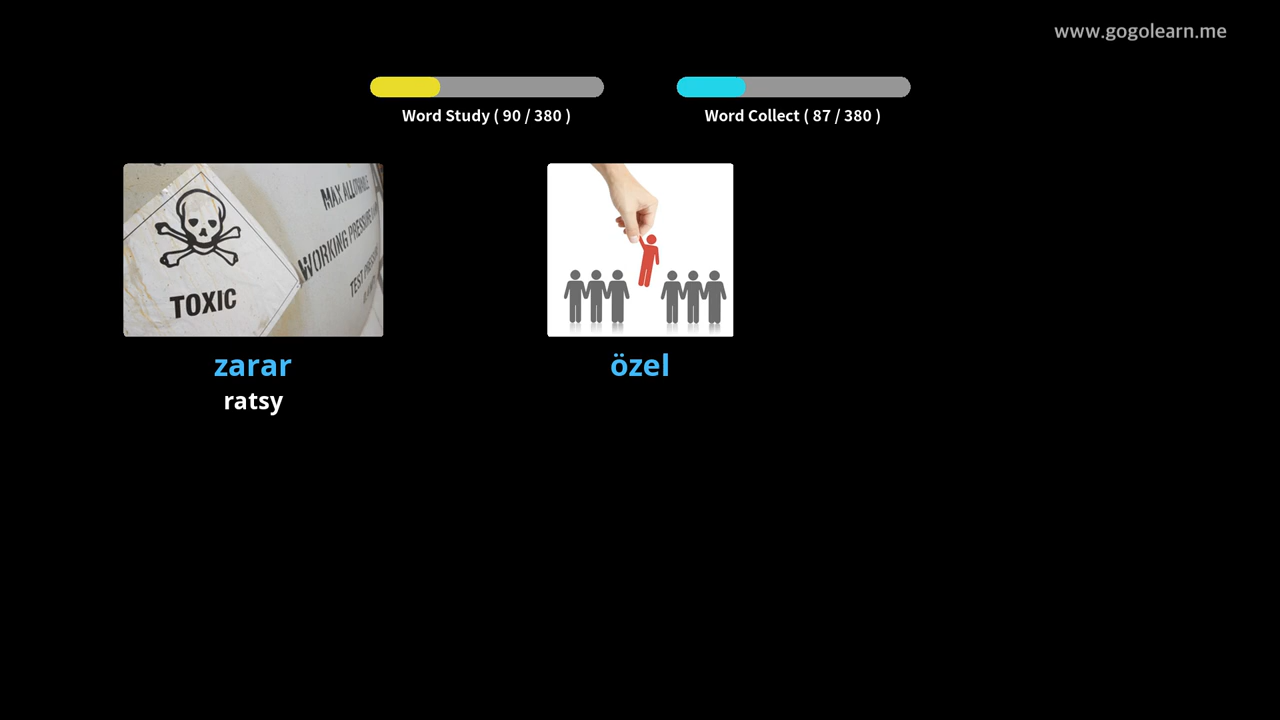 www.gogolearn.me
Word Study ( 90 / 380 )
Word Collect ( 87 / 380 )
MAX ALLOWABLE
WORKING PRESSURE
TEST PRESSURE
TOXIC
zarar
özel
ratsy